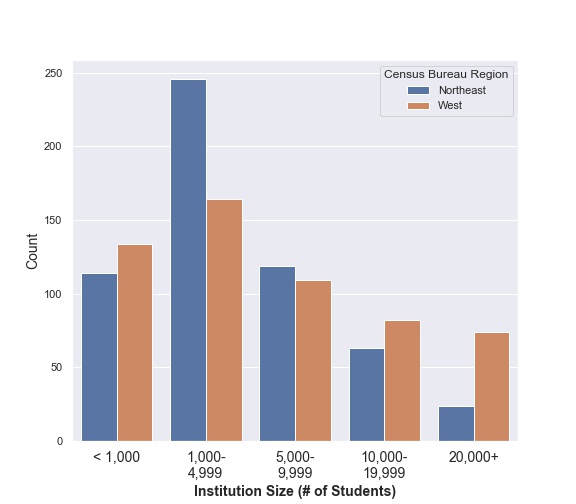 Census Bureau Region
Northeast
West
250
200
150
100
50
0
Count
< 1,000
1,000-
4,999
5,000-
9,999
10,000-
19,999
20,000+
Institution Size (# of Students)